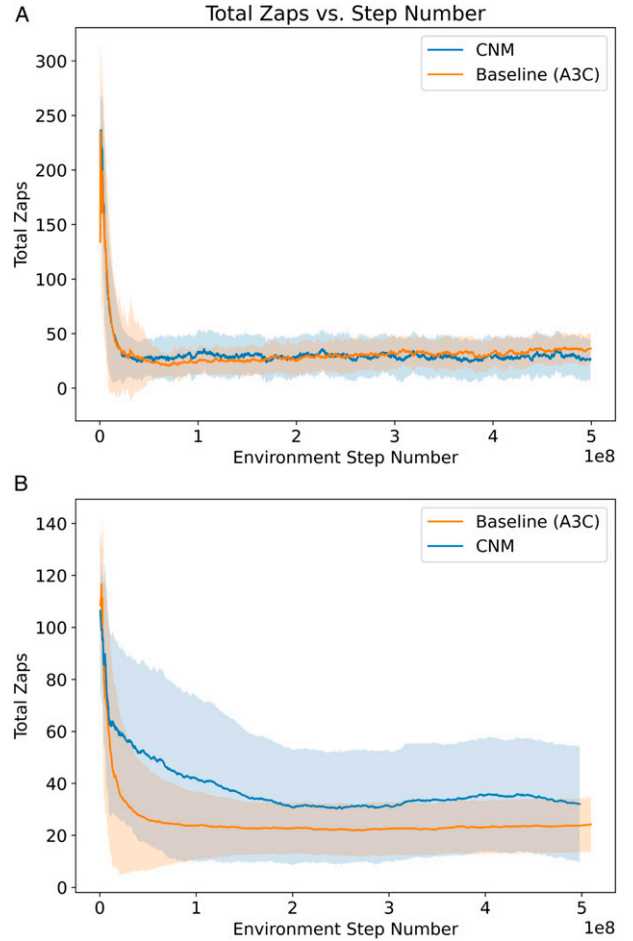 A
Total Zaps vs. Step Number
CNM
Baseline (A3C)
Total Zaps
300
250
200
150
100
50
0
0 1 2 3 4 5
1e8
Environment Step Number
B
Baseline (A3C)
CNM
Total Zaps
140
120
100
80
60
40
20
0
0 1 2 3 4 5
1e8
Environment Step Number